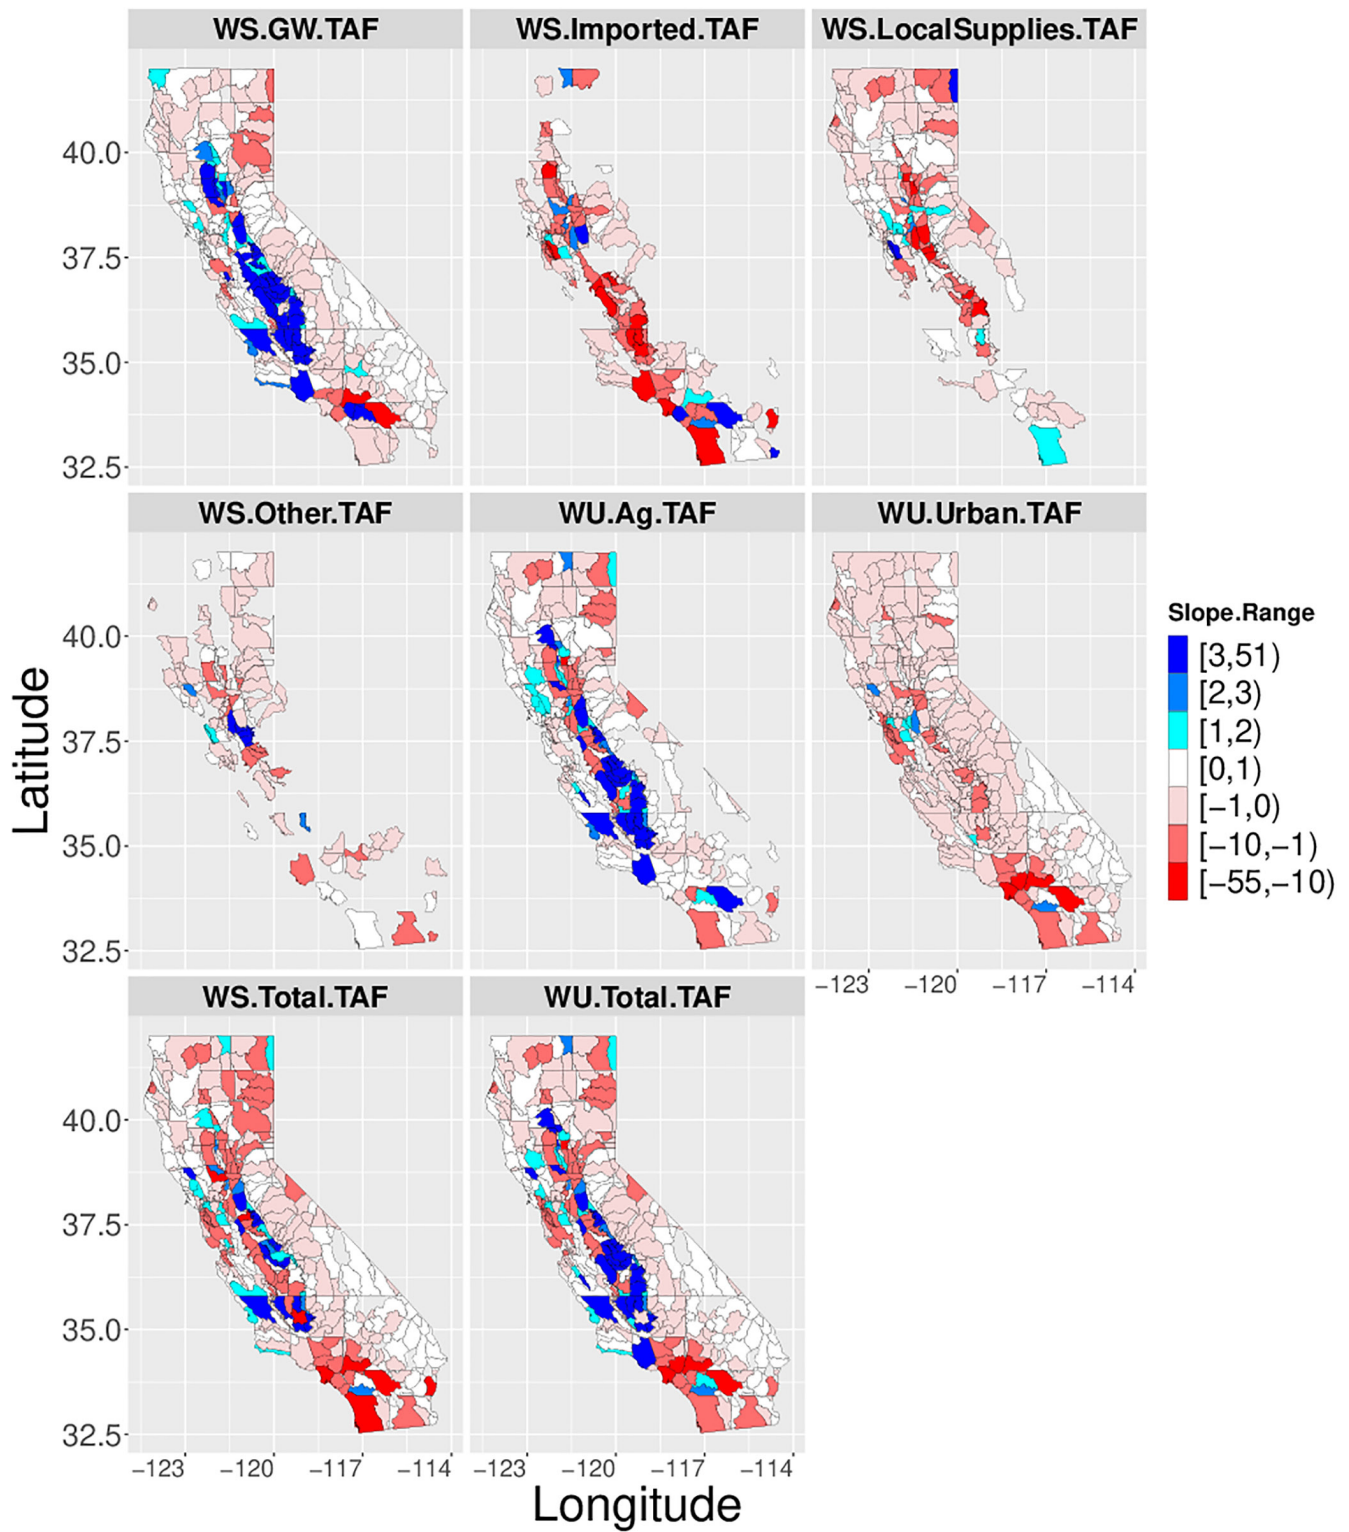 WS.GW.TAF WS.Imported.TAF WS.LocalSupplies.TAF
40.0
37.5
35.0
32.5
WS.Other.TAF WU.Ag.TAF WU.Urban.TAF
40.0
37.5
35.0
32.5
−123 −120 −117 −114
WS.Total.TAF WU.Total.TAF
40.0
37.5
35.0
32.5
−123 −120 −117 −114 −123 −120 −117 −114
Longitude
Latitude
Slope.Range
[3,51)
[2,3)
[1,2)
[0,1)
[−1,0)
[−10,−1)
[−55,−10)